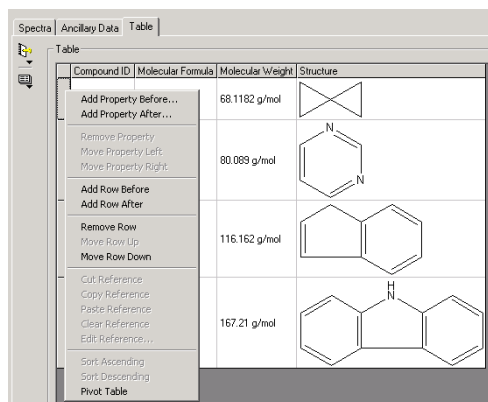 Spectra Ancillary Data Table
Table
Compound ID Molecular Formula Molecular Weight Structure
Add Property Before...
Add Property After...
Remove Property
Move Property Left
Move Property Right
Add Row Before
Add Row After
Remove Row
Move Row Up
Move Row Down
Cut Reference
Copy Reference
Paste Reference
Clear Reference
Edit Reference...
Sort Ascending
Sort Descending
Pivot Table
68.1182 g/mol
N
80.089 g/mol
N
116.162 g/mol
H
N
167.21 g/mol